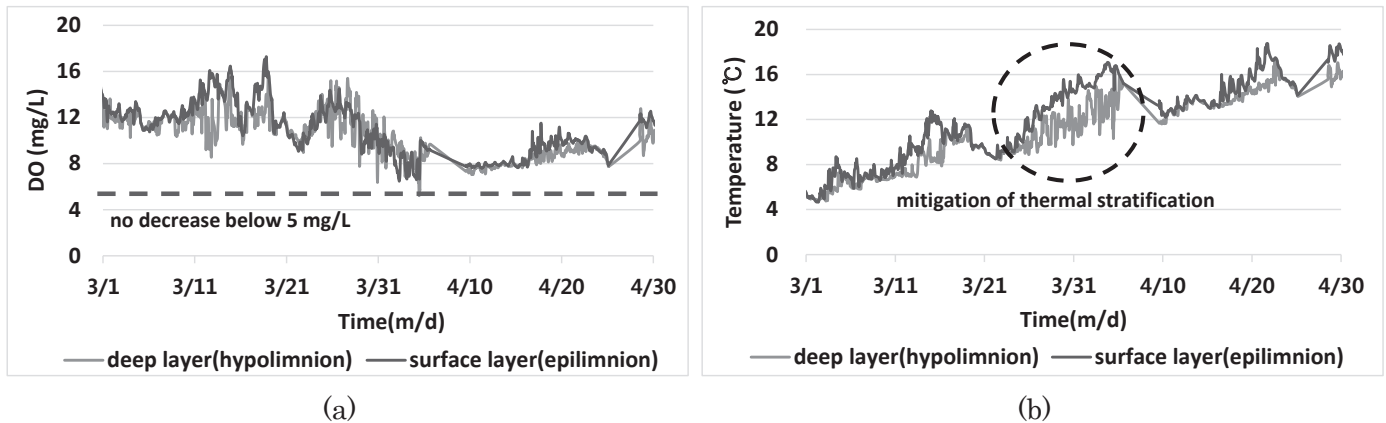 20
16
12
8
4
0
DO (mg/L)
no decrease below 5 mg/L
3/1 3/11 3/21 3/31 4/10 4/20 4/30
Time(m/d)
deep layer(hypolimnion) surface layer(epilimnion)
(a)
20
16
12
8
4
0
Temperature (℃)
mitigation of thermal stratification
3/1 3/11 3/21 3/31 4/10 4/20 4/30
Time(m/d)
deep layer(hypolimnion) surface layer(epilimnion)
(b)